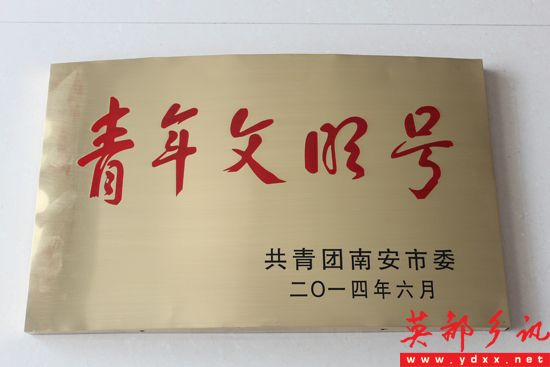 青年文明号
共青团南安市委
二〇一四年六月
英都乡讯
www.ydxx.net